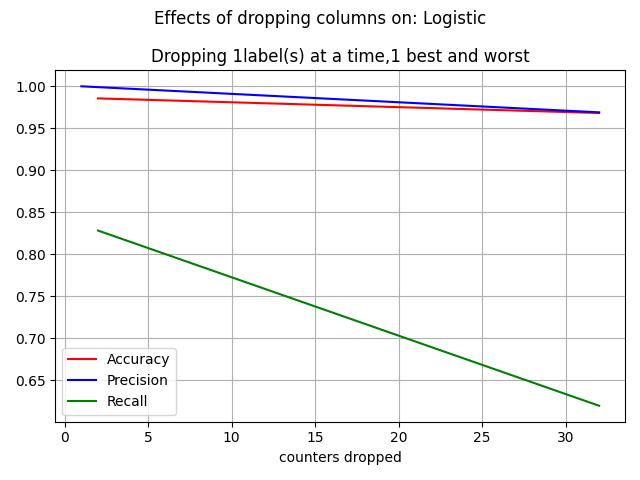 Effects of dropping columns on: Logistic
Dropping 1label(s) at a time,1 best and worst
1.00
0.95
0.90
0.85
0.80
0.75
0.70
0.65
Accuracy
Precision
Recall
0 5 10 15 20 25 30
counters dropped